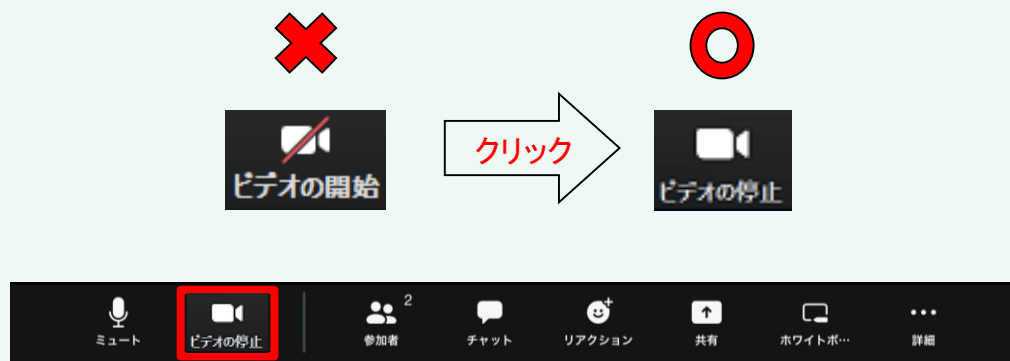 ビデオの開始
クリック
ビデオの停止
ミュート
ビデオの停止
2
参加者
チャット
リアクション
共有
ホワイトボ…
詳細